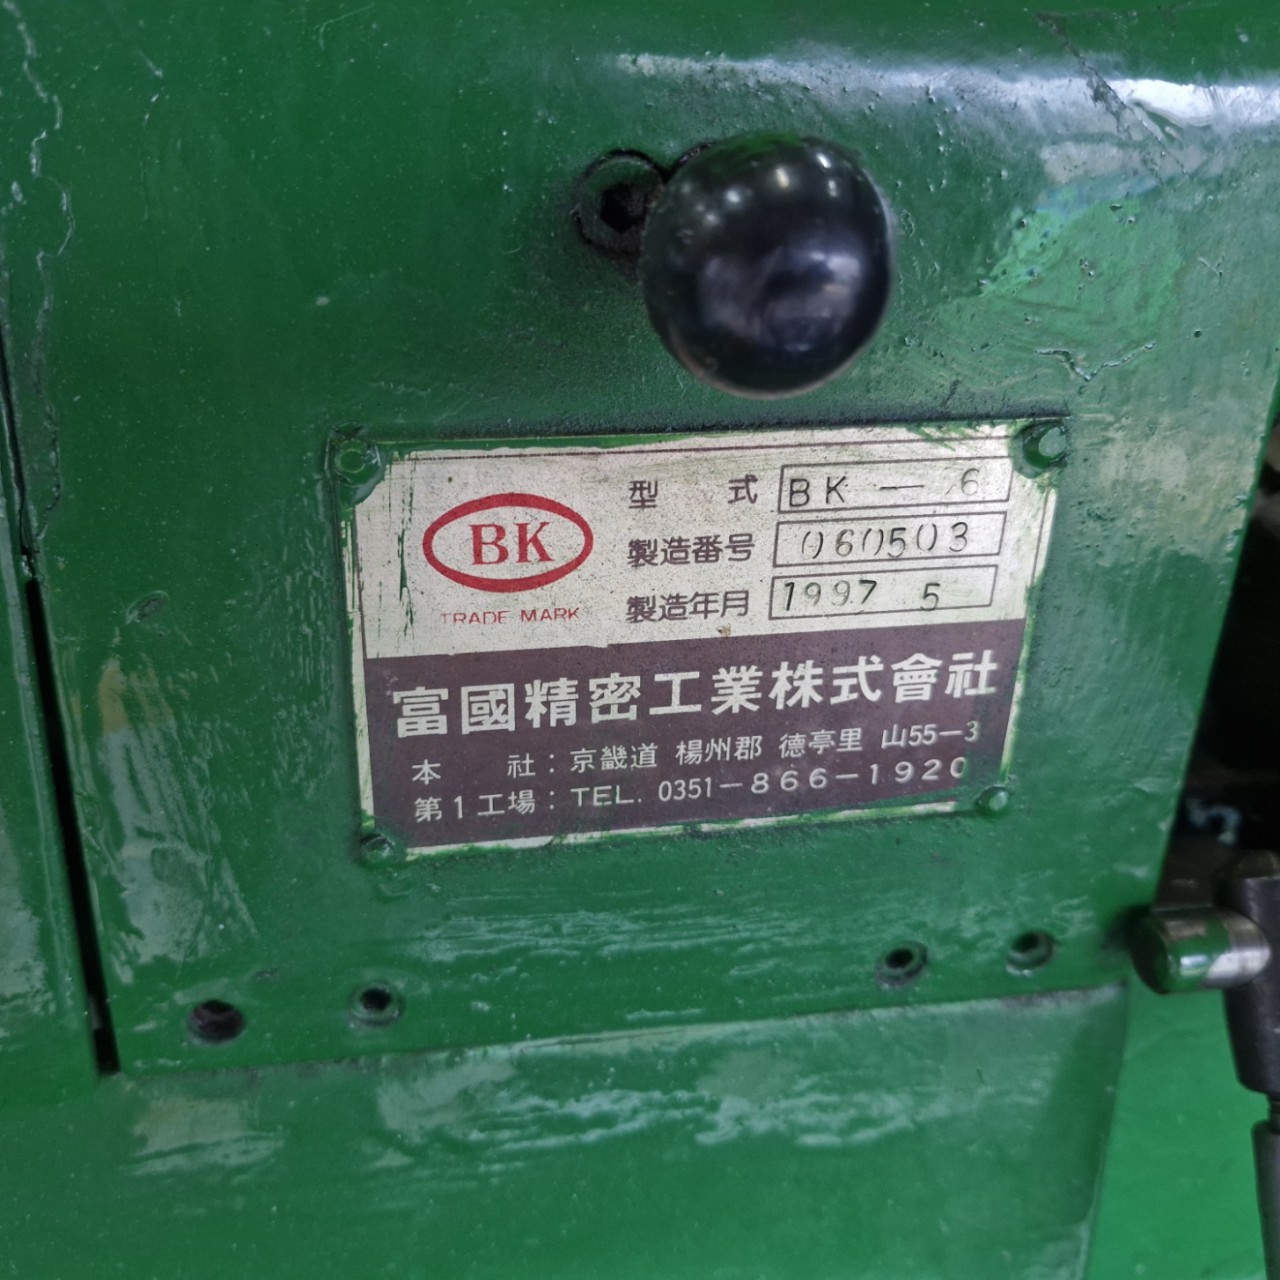 BK
TRADE MARK
型 式 BK — 6
製造番号 060503
製造年月 1997 5
富國精密工業株式會社
本 社 : 京畿道 楊州郡 德亭里 山55-3
第1工場 : TEL. 0351-866-1920